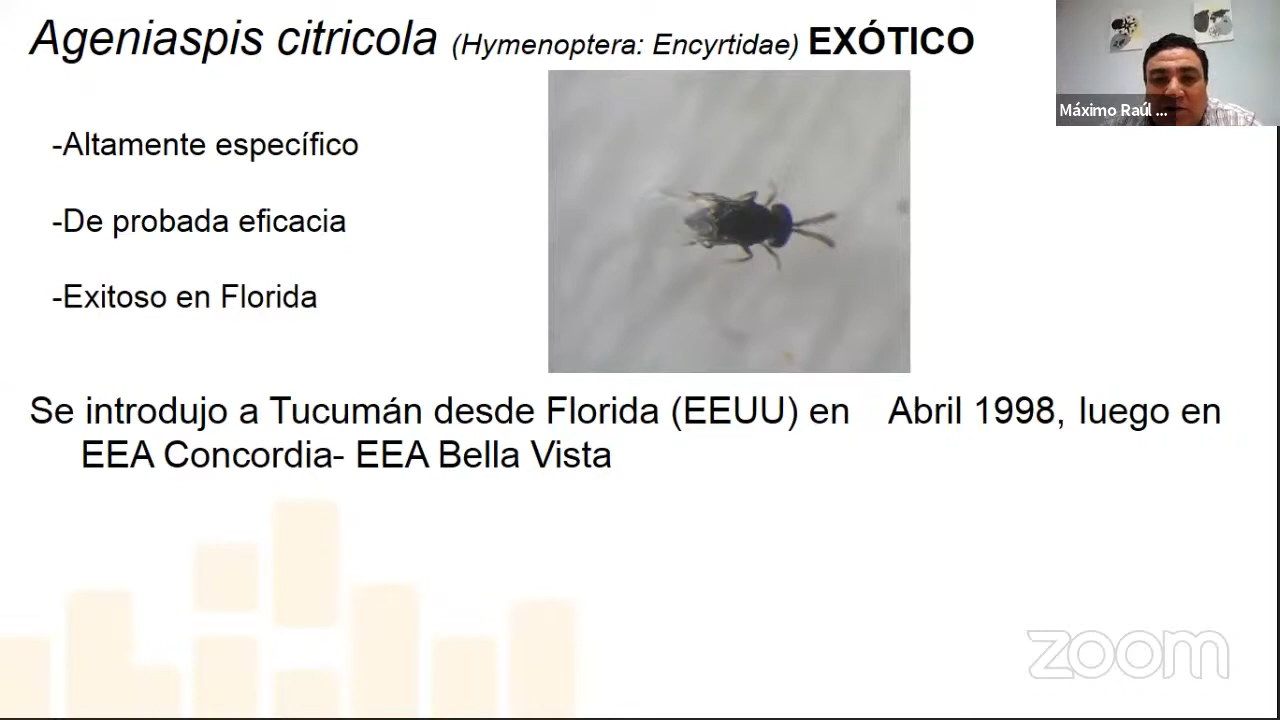 Ageniaspis citricola (Hymenoptera: Encyrtidae) EXÓTICO
Máximo Raúl ...
-Altamente específico
-De probada eficacia
-Exitoso en Florida
Se introdujo a Tucumán desde Florida (EEUU) en Abril 1998, luego en
EEA Concordia- EEA Bella Vista
zoom